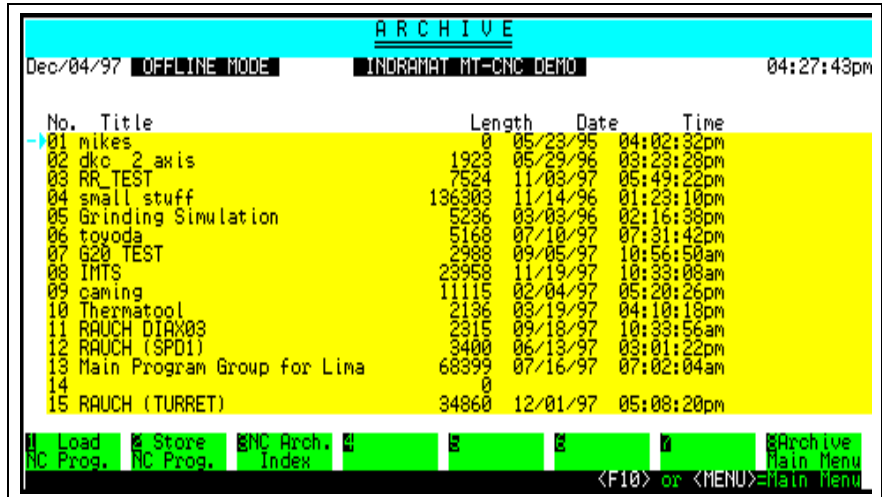 A R C H I V E
Dec/04/97 OFFLINE MODE INDRAMAT MT-CNC DEMO 04:27:43pm
No. Title Length Date Time
01 mikes 0 05/23/95 04:02:32pm
02 dkc 2 axis 1923 05/29/96 03:23:28pm
03 RR_TEST 7524 11/03/97 05:49:22pm
04 small stuff 136303 11/14/96 01:23:10pm
05 Grinding Simulation 5236 03/03/96 02:16:38pm
06 toyoda 5168 07/10/97 07:31:42pm
07 G20 TEST 2988 09/05/97 10:56:50am
08 IMTS 23958 11/19/97 10:33:08am
09 caming 11115 02/04/97 05:20:26pm
10 Thermatool 2136 03/19/97 04:10:18pm
11 RAUCH DIAX03 2315 09/18/97 10:33:56am
12 RAUCH (SPD1) 3400 06/13/97 03:01:22pm
13 Main Program Group for Lima 68399 07/16/97 07:02:04am
14 0
15 RAUCH (TURRET) 34860 12/01/97 05:08:20pm
1 Load 2 Store 3NC Arch. 4 5 6 7 8Archive
NC Prog. NC Prog. Index Main Menu
<F10> or <MENU>=Main Menu